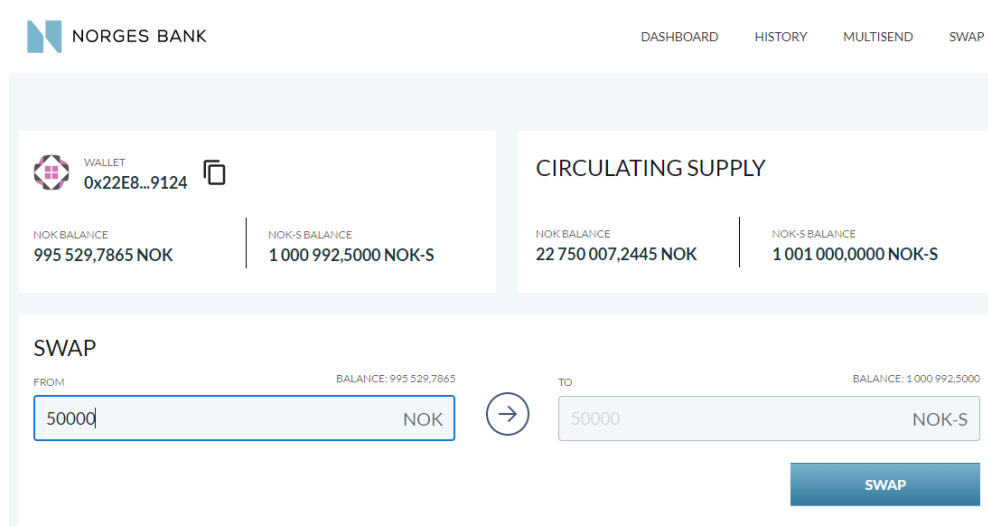 NORGES BANK
DASHBOARD HISTORY MULTISEND SWAP
WALLET
0x22E8...9124
NOK BALANCE
995 529,7865 NOK
NOK-S BALANCE
1 000 992,5000 NOK-S
CIRCULATING SUPPLY
NOK BALANCE
22 750 007,2445 NOK
NOK-S BALANCE
1 001 000,0000 NOK-S
SWAP
FROM BALANCE: 995 529,7865
50000 NOK
TO BALANCE: 1 000 992,5000
50000 NOK-S
SWAP